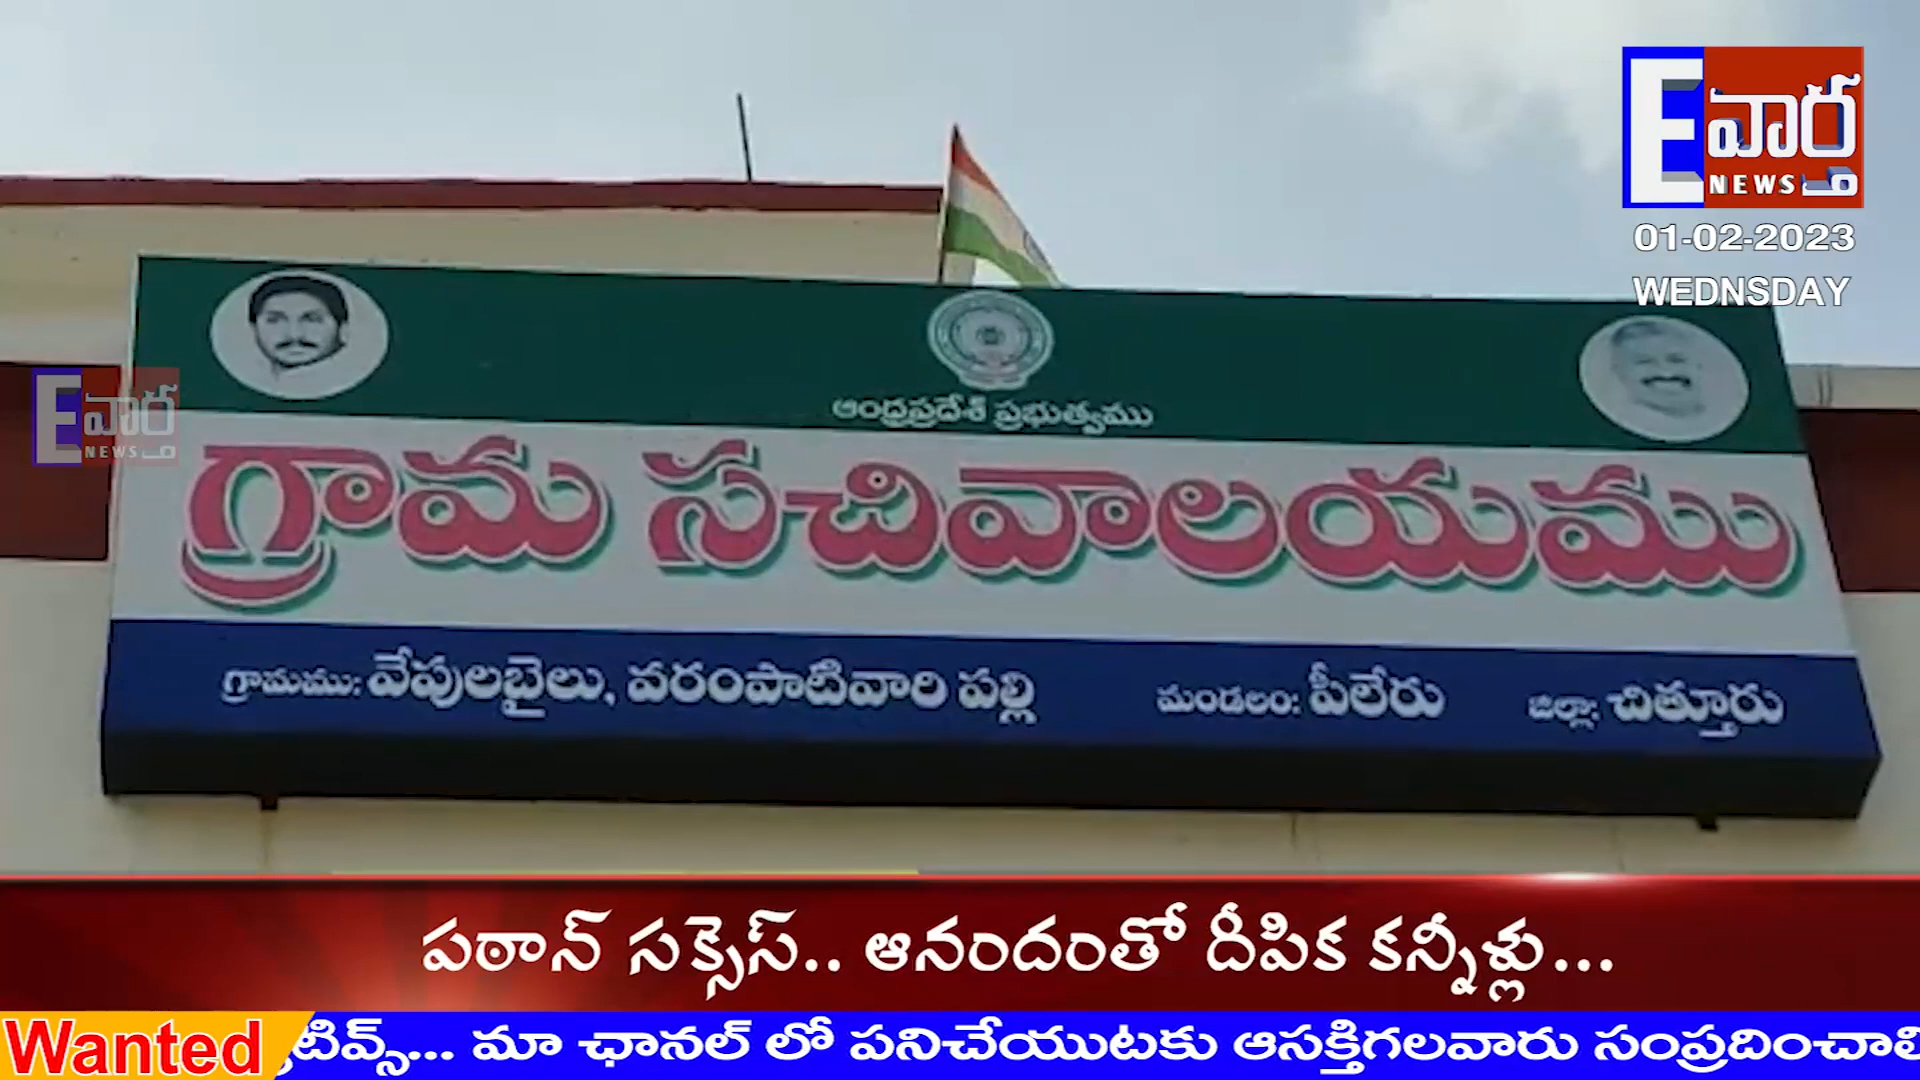 E వార్త
NEWS
01-02-2023
WEDNSDAY
ఆంధ్రప్రదేశ్ ప్రభుత్వము
E వార్త
NEWS
గ్రామ సచివాలయము
గ్రామము: వేపులబైలు, వరంపాటివారి పల్లి మండలం: పీలేరు జిల్లా: చిత్తూరు
పఠాన్ సక్సెస్.. ఆనందంతో దీపిక కన్నీళ్లు...
Wanted మా ఛానల్ లో పనిచేయుటకు ఆసక్తిగలవారు